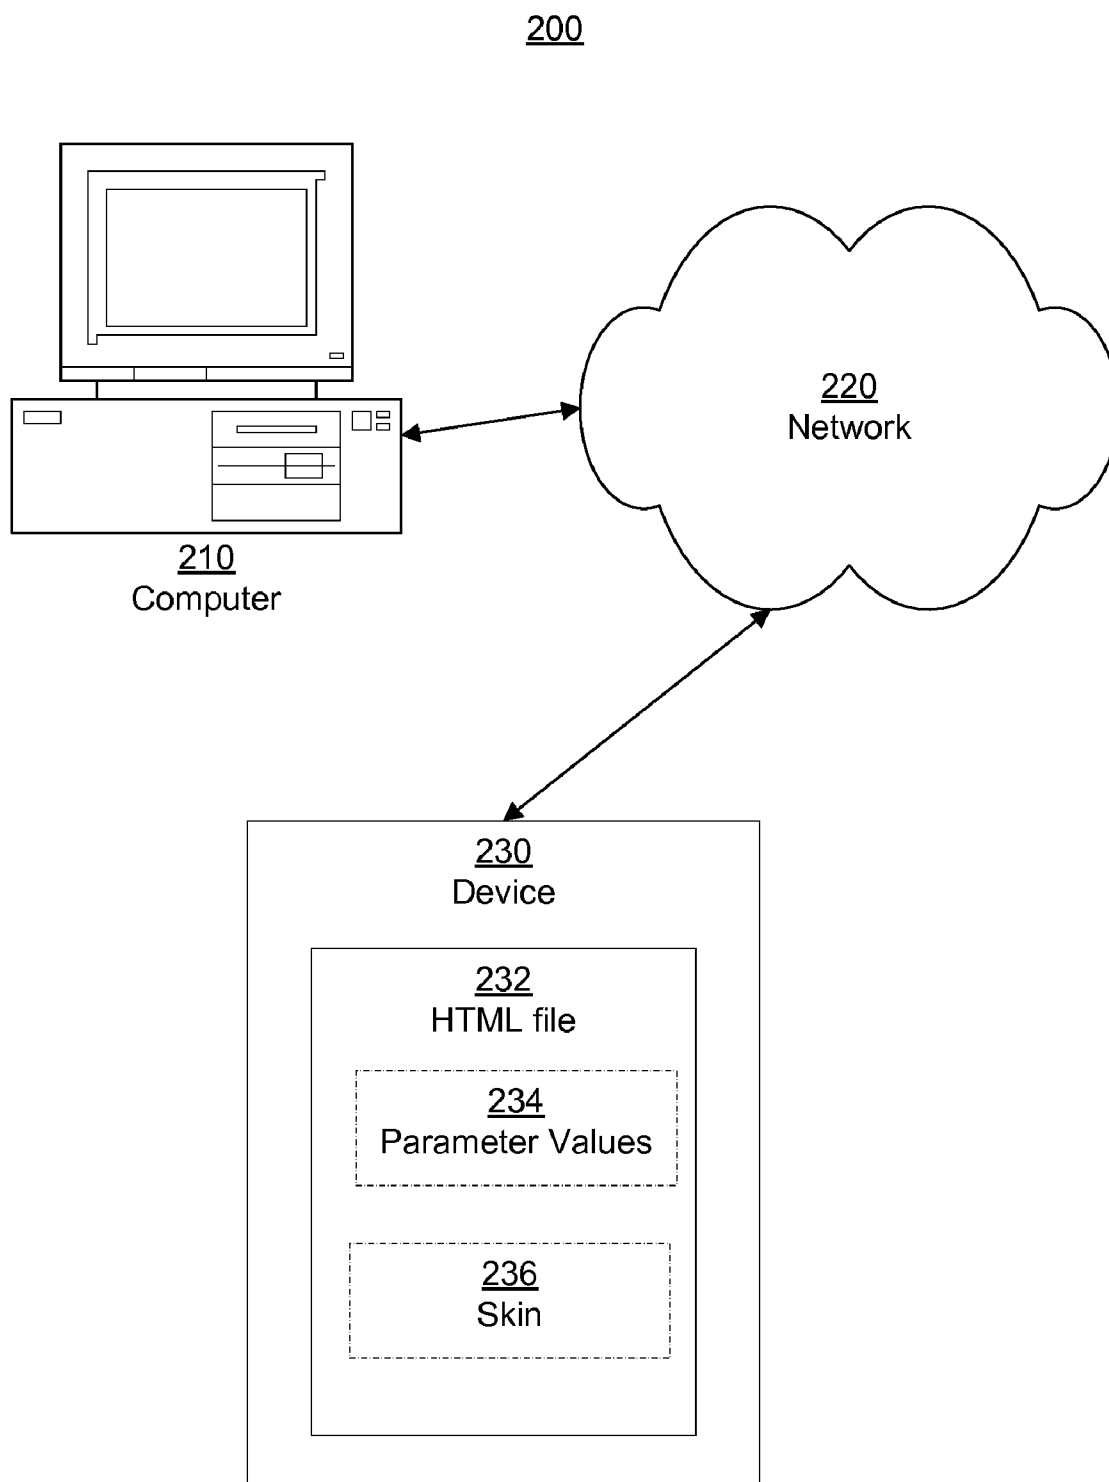 200
220
Network
210
Computer
230
Device
232
HTML file
234
Parameter Values
236
Skin